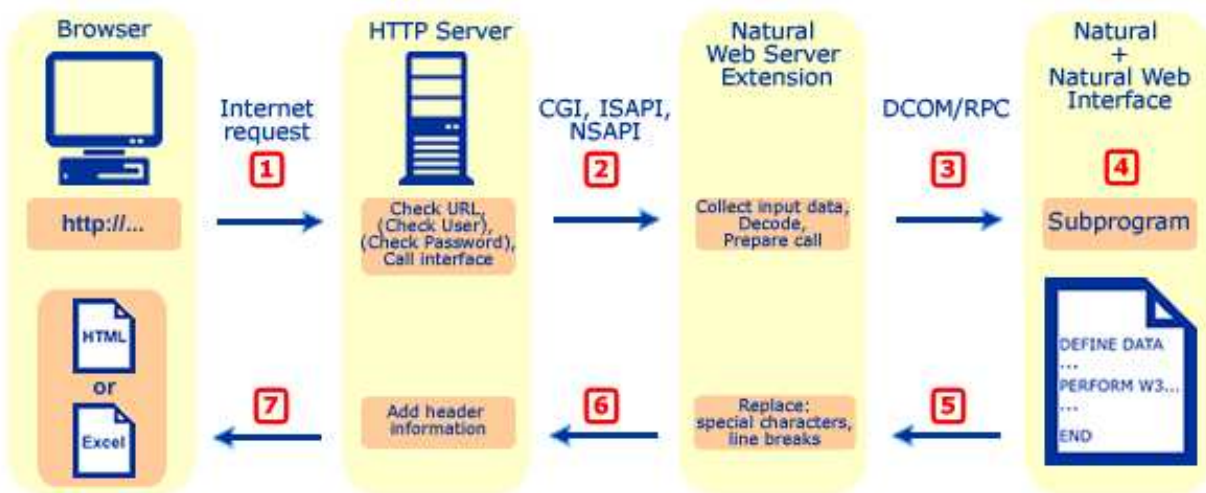 Browser
http://...
HTML
or
Excel
Internet
request
1
7
HTTP Server
Check URL,
(Check User),
(Check Password),
Call interface
Add header
information
CGI, ISAPI,
NSAPI
2
6
Natural
Web Server
Extension
Collect input data,
Decode,
Prepare call
Replace:
special characters,
line breaks
DCOM/RPC
3
5
Natural
+
Natural Web
Interface
4
Subprogram
DEFINE DATA
...
PERFORM W3...
...
END